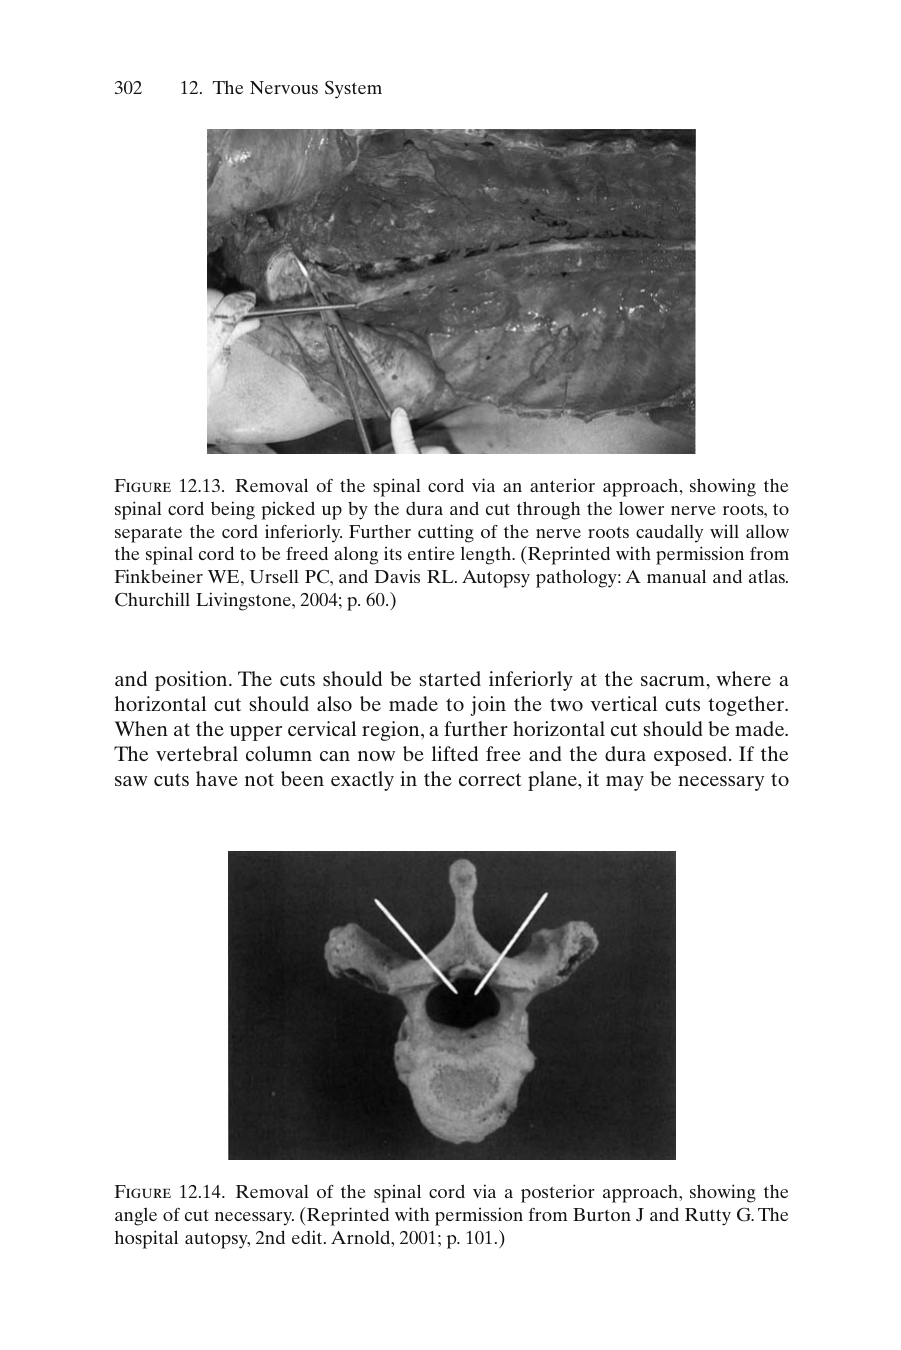 302 12. The Nervous System
FIGURE 12.13. Removal of the spinal cord via an anterior approach, showing the
spinal cord being picked up by the dura and cut through the lower nerve roots, to
separate the cord inferiorly. Further cutting of the nerve roots caudally will allow
the spinal cord to be freed along its entire length. (Reprinted with permission from
Finkbeiner WE, Ursell PC, and Davis RL. Autopsy pathology: A manual and atlas.
Churchill Livingstone, 2004; p. 60.)
and position. The cuts should be started inferiorly at the sacrum, where a
horizontal cut should also be made to join the two vertical cuts together.
When at the upper cervical region, a further horizontal cut should be made.
The vertebral column can now be lifted free and the dura exposed. If the
saw cuts have not been exactly in the correct plane, it may be necessary to
FIGURE 12.14. Removal of the spinal cord via a posterior approach, showing the
angle of cut necessary. (Reprinted with permission from Burton J and Rutty G. The
hospital autopsy, 2nd edit. Arnold, 2001; p. 101.)